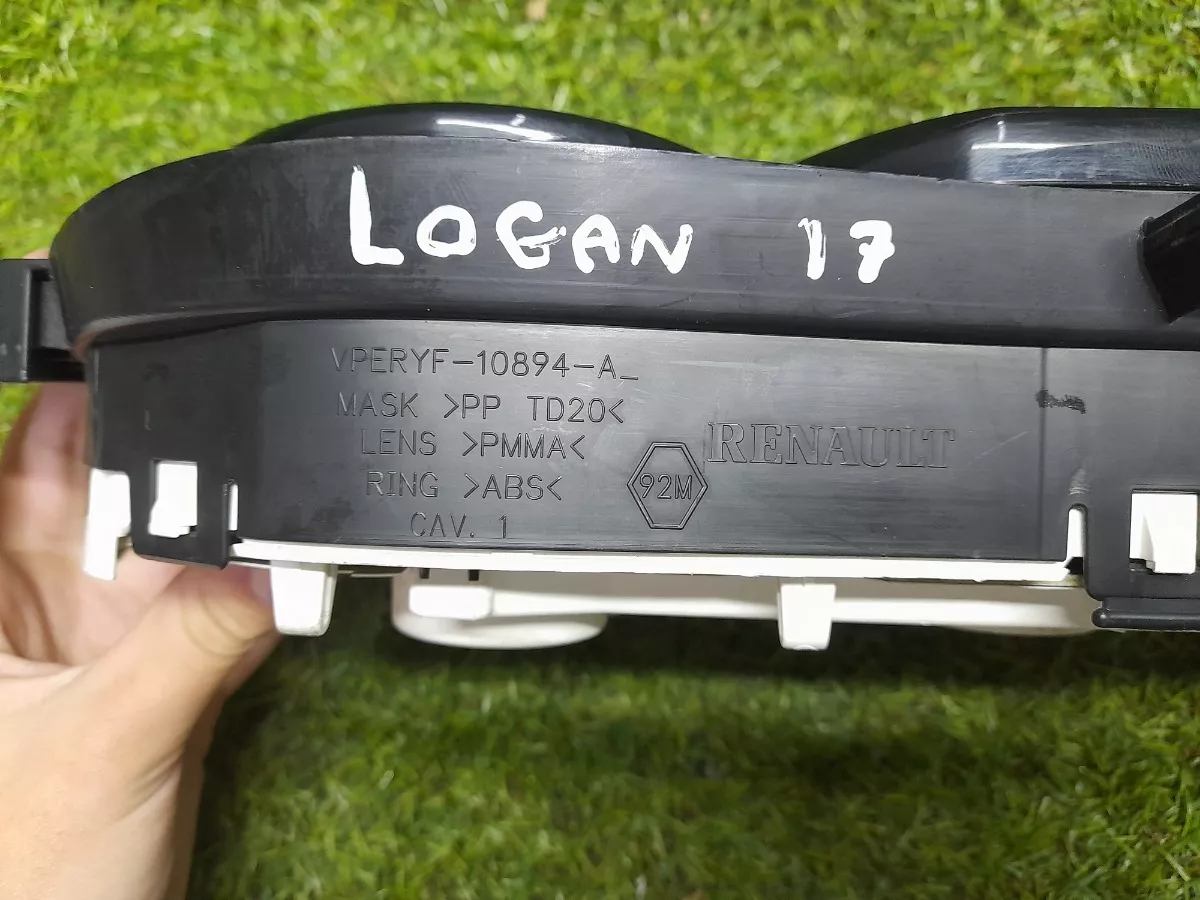 LOGAN 17
VPERYF-10894-A_
MASK >PP TD20<
LENS >PMMA<
RING >ABS<
CAV. 1
92M
RENAULT